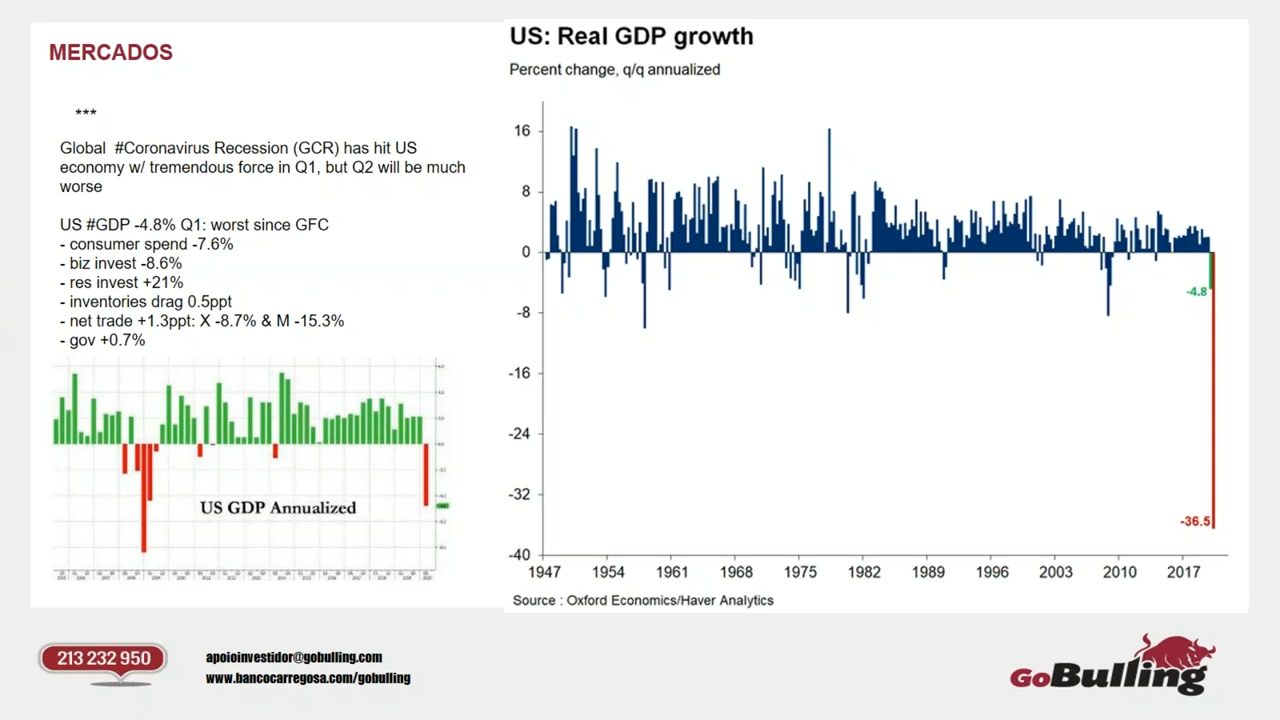 MERCADOS
***
Global #Coronavirus Recession (GCR) has hit US
economy w/ tremendous force in Q1, but Q2 will be much
worse
US #GDP -4.8% Q1: worst since GFC
- consumer spend -7.6%
- biz invest -8.6%
- res invest +21%
- inventories drag 0.5ppt
- net trade +1.3ppt: X -8.7% & M -15.3%
- gov +0.7%
US GDP Annualized
US: Real GDP growth
Percent change, q/q annualized
16
8
0
-8
-16
-24
-32
-40
-4.8
-36.5
1947 1954 1961 1968 1975 1982 1989 1996 2003 2010 2017
Source : Oxford Economics/Haver Analytics
213 232 950
apoioinvestidor@gobulling.com
www.bancocarregosa.com/gobulling
GoBulling